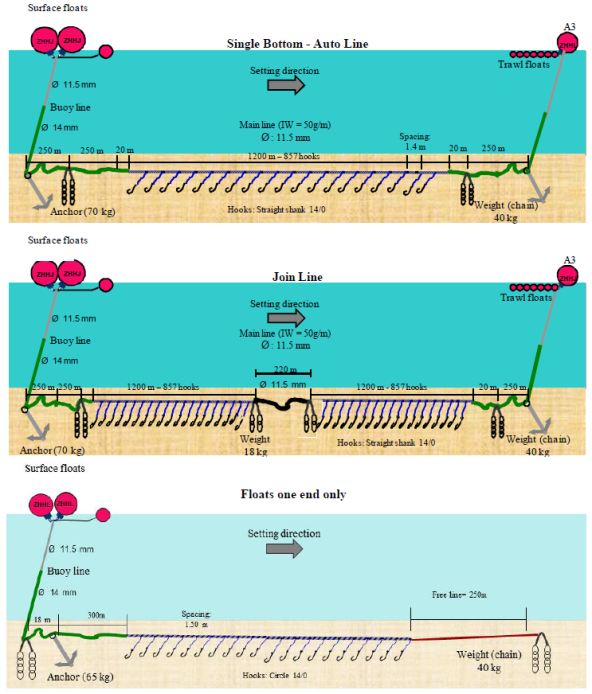 Surface floats
A3
ZHHJ ZHHJ
ZHHL
Single Bottom - Auto Line
Trawl floats
Setting direction
Ø 11.5 mm
Buoy line
Ø 14 mm
Main line (IW = 50g/m)
Ø : 11.5 mm
Spacing:
1.4 m
250 m 250 m 20 m 1200 m – 857 hooks 20 m 250 m
Anchor (70 kg)
Hooks: Straight shank 14/0
Weight (chain)
40 kg
Surface floats
A3
ZHHJ ZHHJ
ZHHJ
Join Line
Trawl floats
Setting direction
Ø 11.5 mm
Main line (IW = 50g/m)
Buoy line
Ø : 11.5 mm
Ø 14 mm
220 m
250 m 250 m 1200 m – 857 hooks Ø 11.5 mm 1200 m - 857 hooks 20 m 250 m
Anchor (70 kg)
Weight
18 kg
Hooks: Straight shank 14/0
Weight (chain)
40 kg
Surface floats
Floats one end only
ZHHL ZHHL
Setting direction
Ø 11.5 mm
Buoy line
Ø 14 mm
Free line= 250m
18 m 300m
Spacing:
1.50 m
Anchor (65 kg)
Hooks: Circle 14/0
Weight (chain)
40 kg